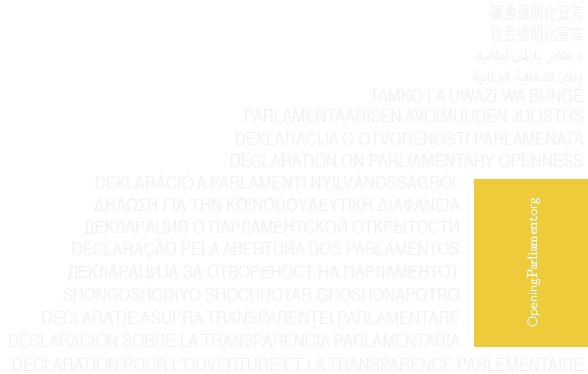 議會透明化宣言
议会透明化宣言
د خلاص پارلمان اعلامیه
إعلان الشفافية البرلمانية
TAMKO LA UWAZI WA BUNGE
PARLAMENTAARISEN AVOIMUUDEN JULISTUS
DEKLARACIJA O OTVORENOSTI PARLAMENATA
DECLARATION ON PARLIAMENTARY OPENNESS
DEKLARÁCIÓ A PARLAMENTI NYILVÁNOSSÁGRÓL
ΔΗΛΩΣΗ ΓΙΑ ΤΗΝ ΚΟΙΝΟΒΟΥΛΕΥΤΙΚΗ ΔΙΑΦΑΝΕΙΑ
ДЕКЛАРАЦИЯ О ПАРЛАМЕНТСКОЙ ОТКРЫТОСТИ
DECLARAÇÃO PELA ABERTURA DOS PARLAMENTOS
ДЕКЛАРАЦИЈА ЗА ОТВОРЕНОСТ НА ПАРЛАМЕНТОТ
SHONGOSHODIYO SHOCHHOTAR GHOSHONAPOTRO
DECLARAȚIE ASUPRA TRANSPARENȚEI PARLAMENTARE
DECLARACIÓN SOBRE LA TRANSPARENCIA PARLAMENTARIA
DÉCLARATION POUR L'OUVERTURE ET LA TRANSPARENCE PARLEMENTAIRE
OpeningParliament.org